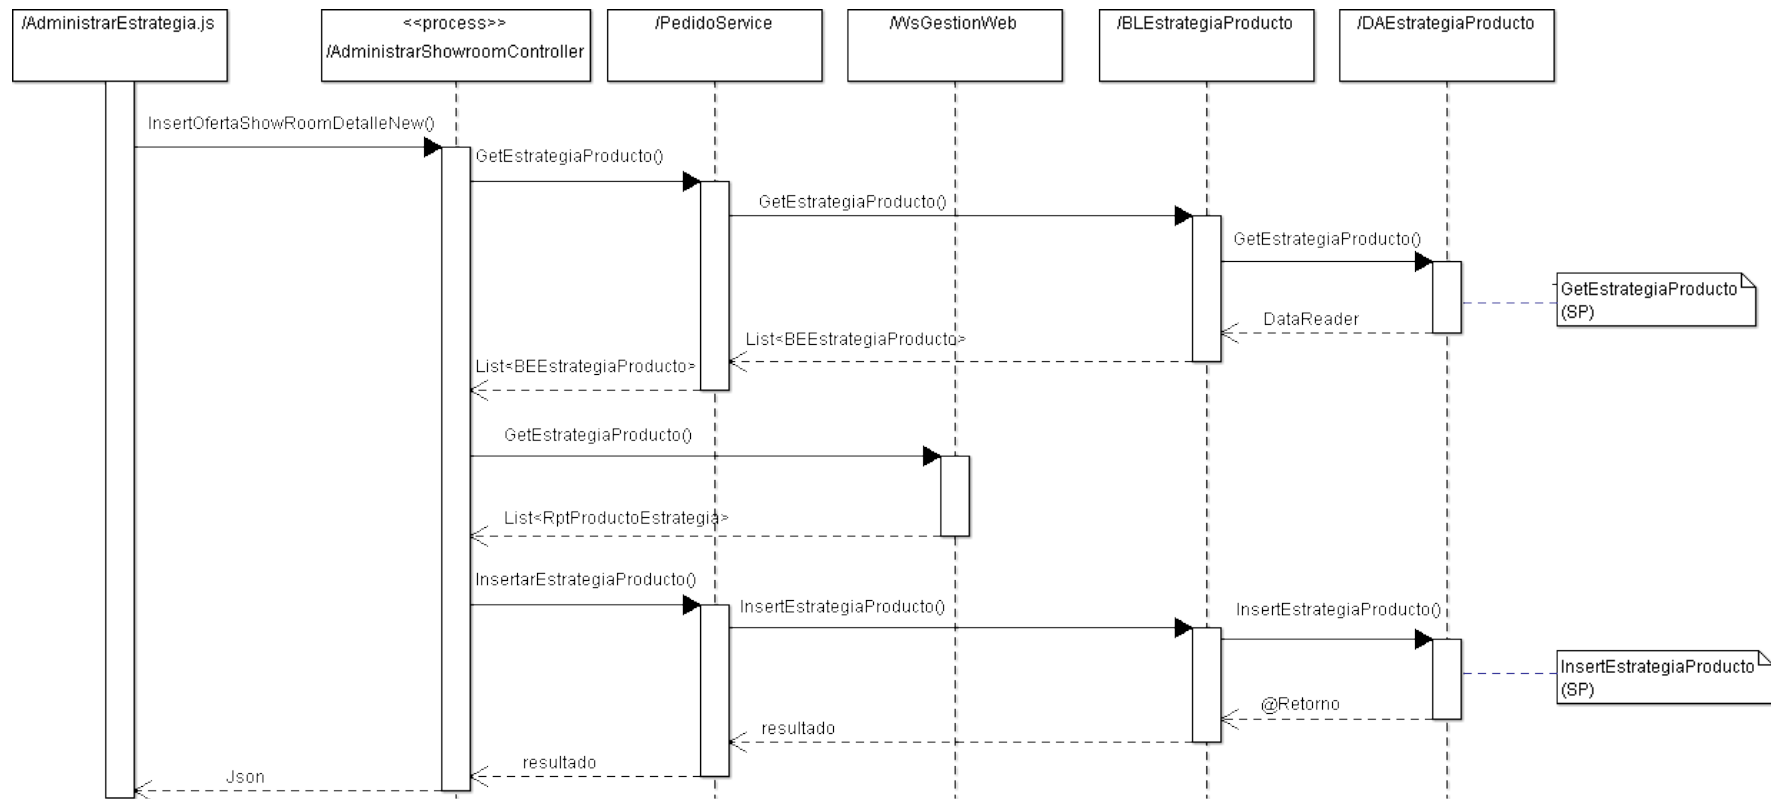 /AdministrarEstrategia.js
<<process>>
/AdministrarShowroomController
/PedidoService
/WsGestionWeb
/BLEstrategiaProducto
/DAEstrategiaProducto
InsertOfertaShowRoomDetalleNew()
GetEstrategiaProducto()
GetEstrategiaProducto()
GetEstrategiaProducto()
GetEstrategiaProducto
(SP)
DataReader
List<BEEstrategiaProducto>
List<BEEstrategiaProducto>
GetEstrategiaProducto()
List<RptProductoEstrategia>
InsertarEstrategiaProducto()
InsertEstrategiaProducto()
InsertEstrategiaProducto()
InsertEstrategiaProducto
(SP)
@Retorno
resultado
resultado
Json